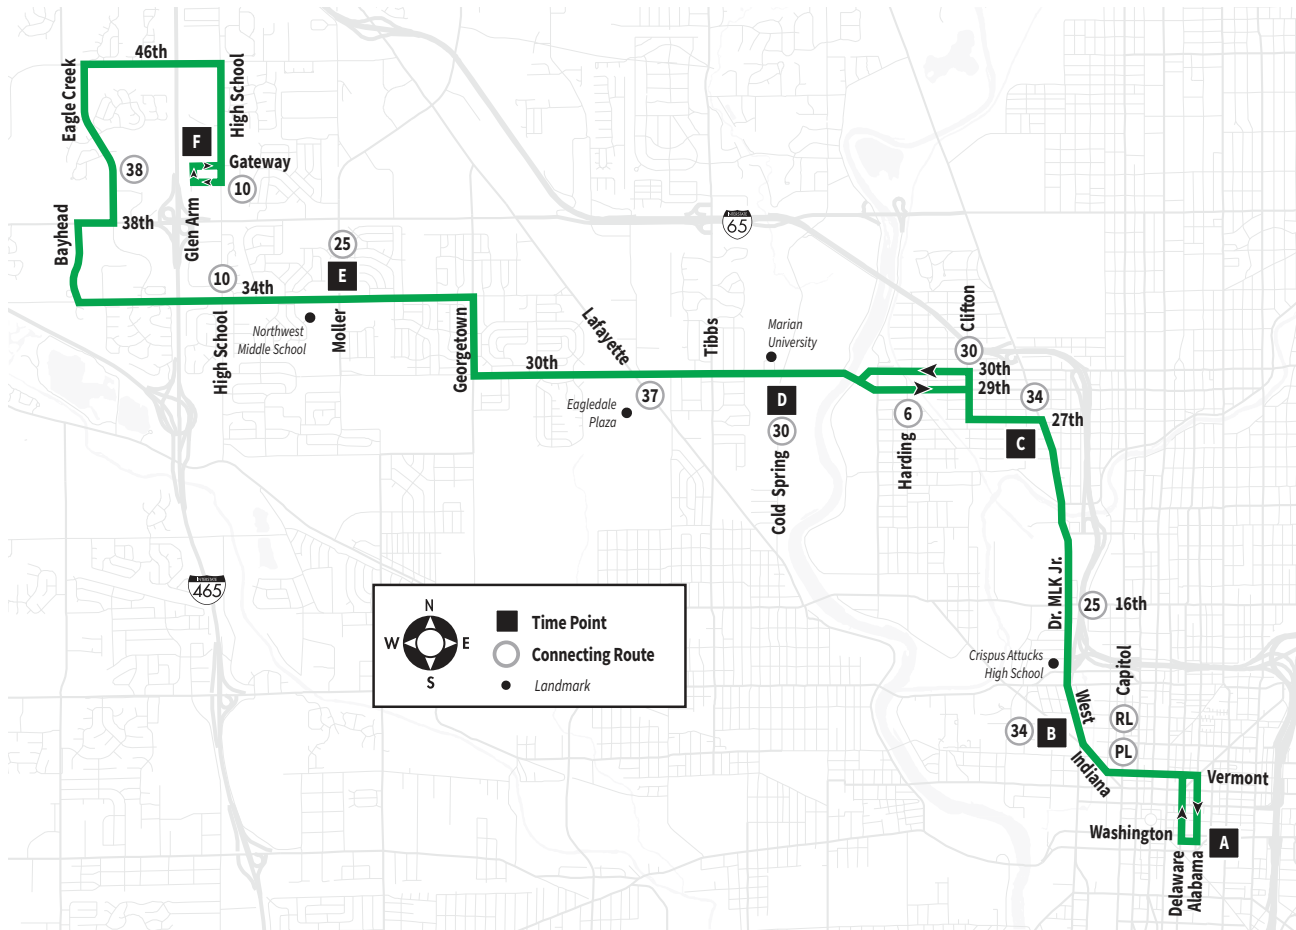 46th
Eagle Creek
High School
F
Gateway
38
10
Glen Arm
Bayhead
38th
INTERSTATE
65
25
10
E
34th
Northwest
Middle School
High School
Moller
Georgetown
Lafayette
30th
Tibbs
Marian
University
Clifton
30
30th
29th
37
Eagledale
Plaza
D
30
Cold Spring
6
Harding
34
27th
C
INTERSTATE
465
N
W
E
S
Time Point
Connecting Route
Landmark
Dr. MLK Jr.
25
16th
Crispus Attucks
High School
Capitol
West
RL
34
B
PL
Indiana
Vermont
Washington
A
Delaware
Alabama